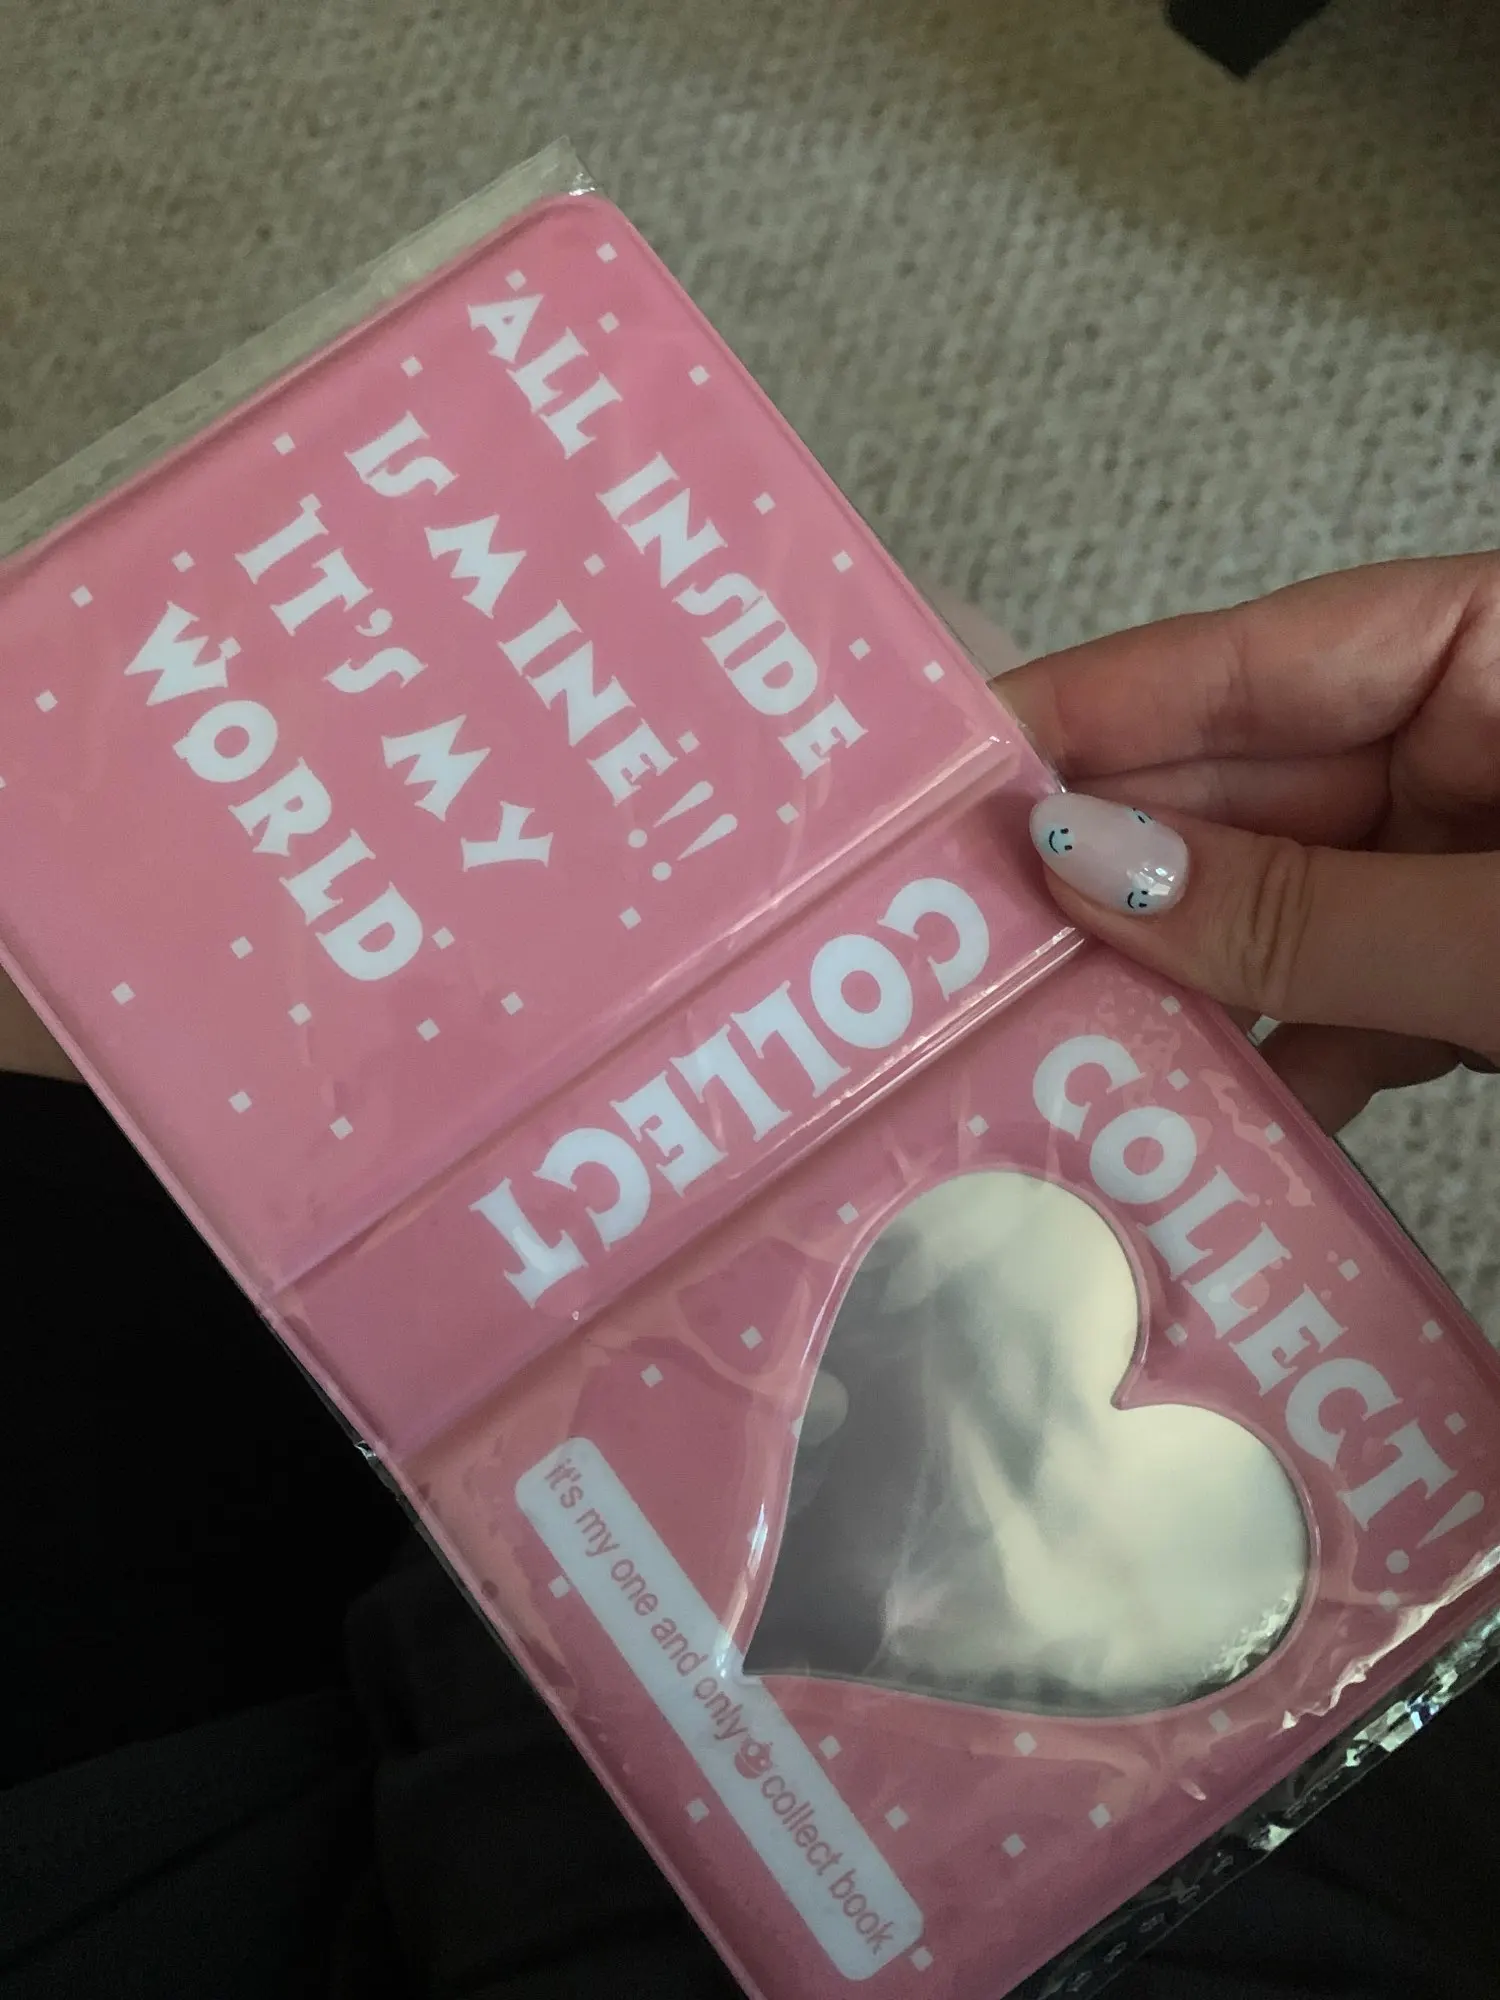 ALL INSIDE
IS MINE!!
IT'S MY
WORLD
COLLECT
COLLECT!
it's my one and only collect book